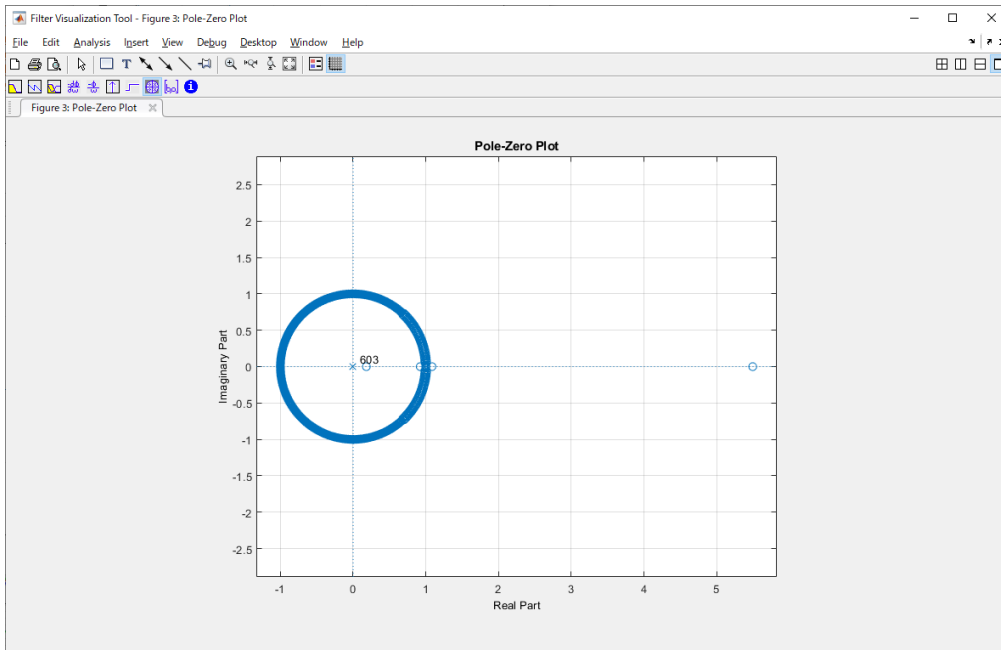 Filter Visualization Tool - Figure 3: Pole-Zero Plot
File Edit Analysis Insert View Debug Desktop Window Help
Figure 3: Pole-Zero Plot
Pole-Zero Plot
2.5
2
1.5
1
0.5
0
-0.5
-1
-1.5
-2
-2.5
Imaginary Part
603
-1 0 1 2 3 4 5
Real Part